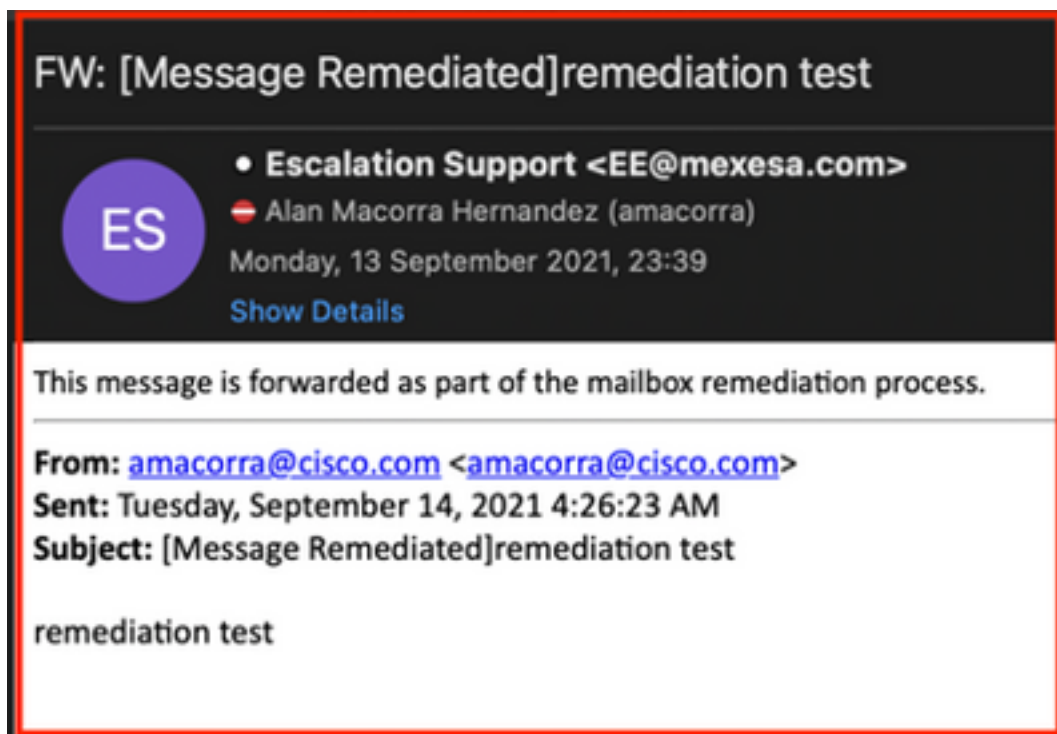 FW: [Message Remediated]remediation test
ES
• Escalation Support <EE@mexesa.com>
Alan Macorra Hernandez (amacorra)
Monday, 13 September 2021, 23:39
Show Details
This message is forwarded as part of the mailbox remediation process.
From: amacorra@cisco.com <amacorra@cisco.com>
Sent: Tuesday, September 14, 2021 4:26:23 AM
Subject: [Message Remediated]remediation test
remediation test